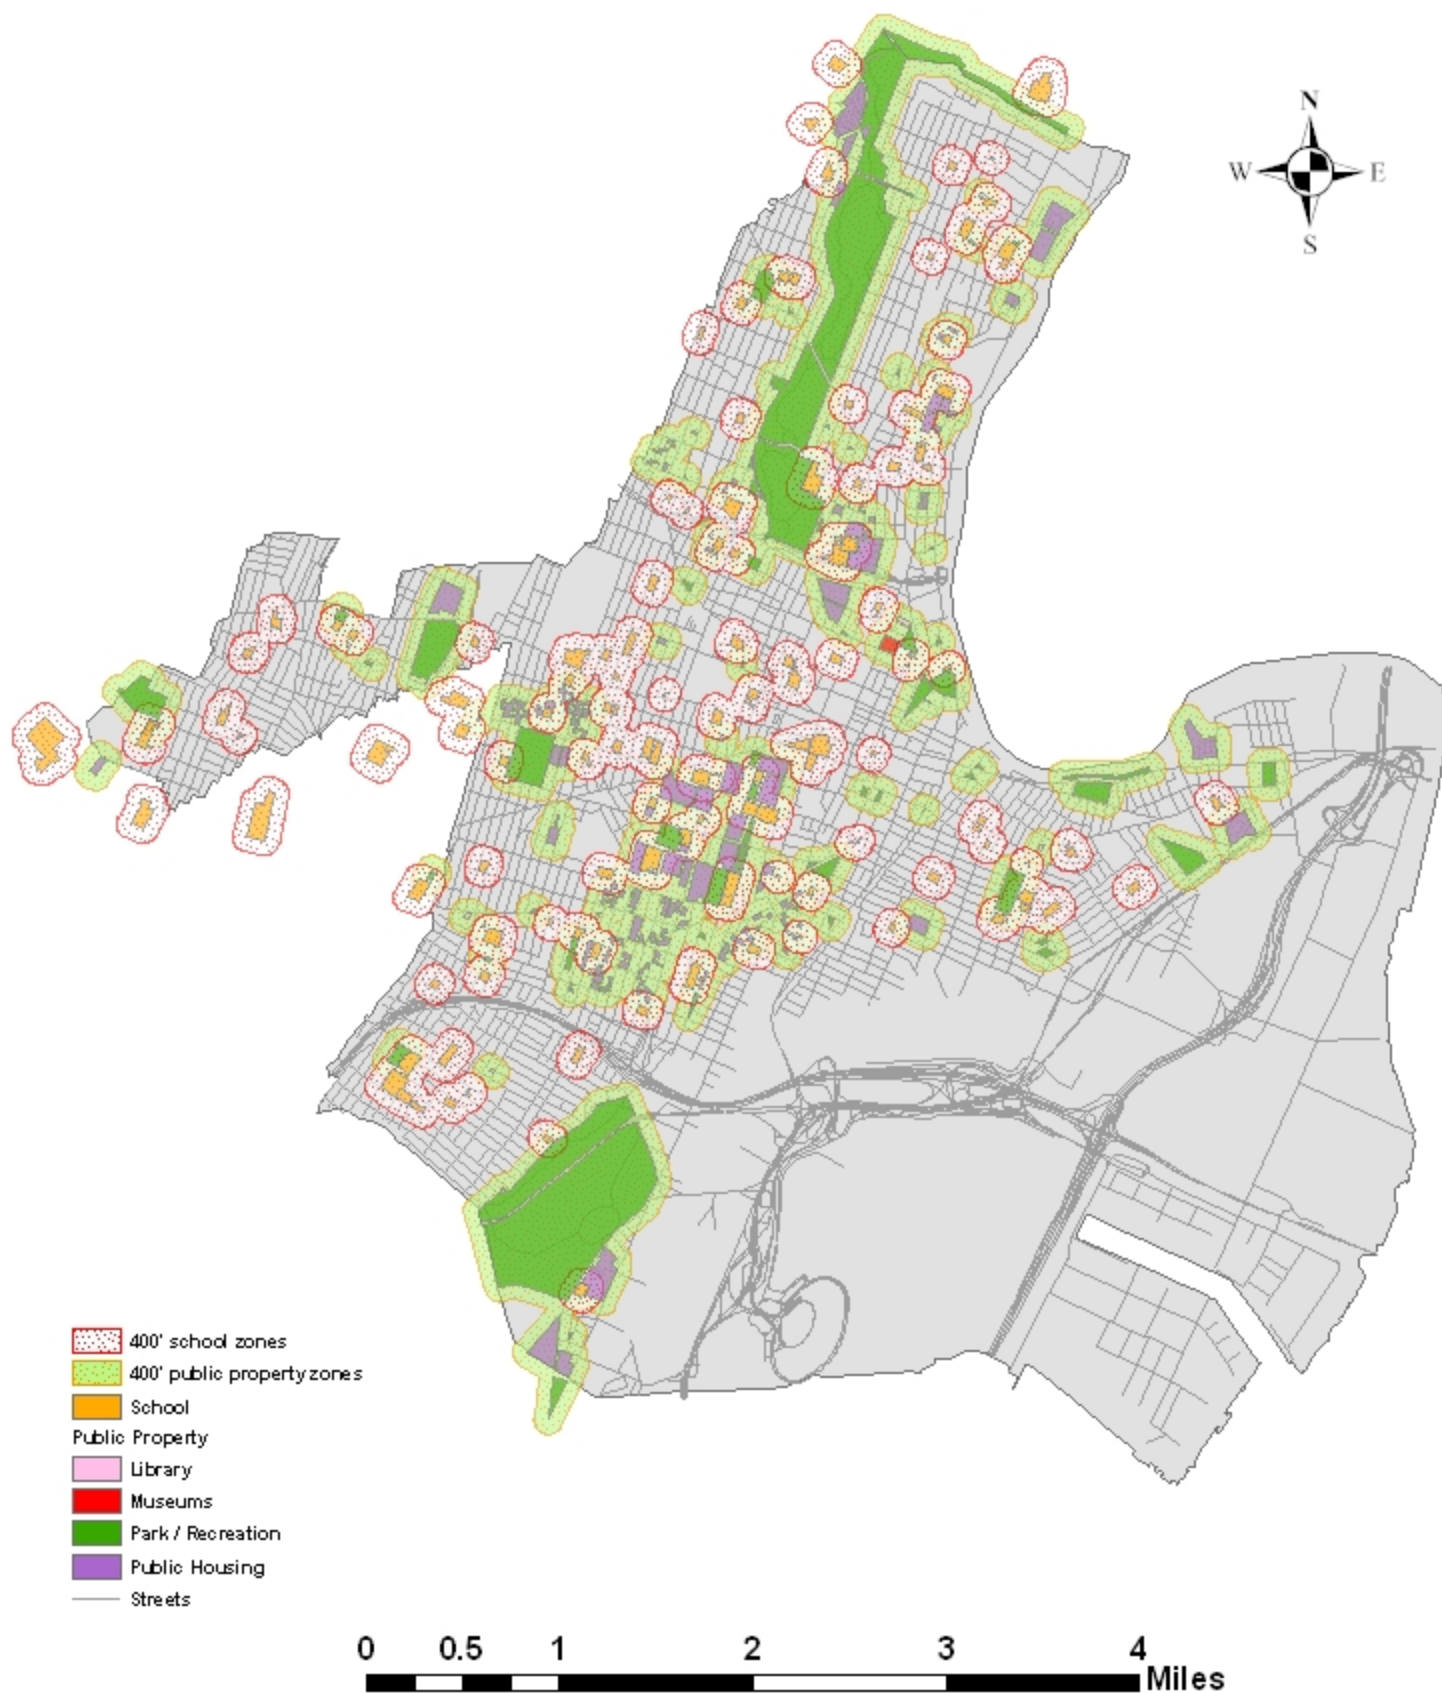 N
W E
S
400' school zones
400' public property zones
School
Public Property
Library
Museums
Park / Recreation
Public Housing
Streets
0 0.5 1 2 3 4
Miles